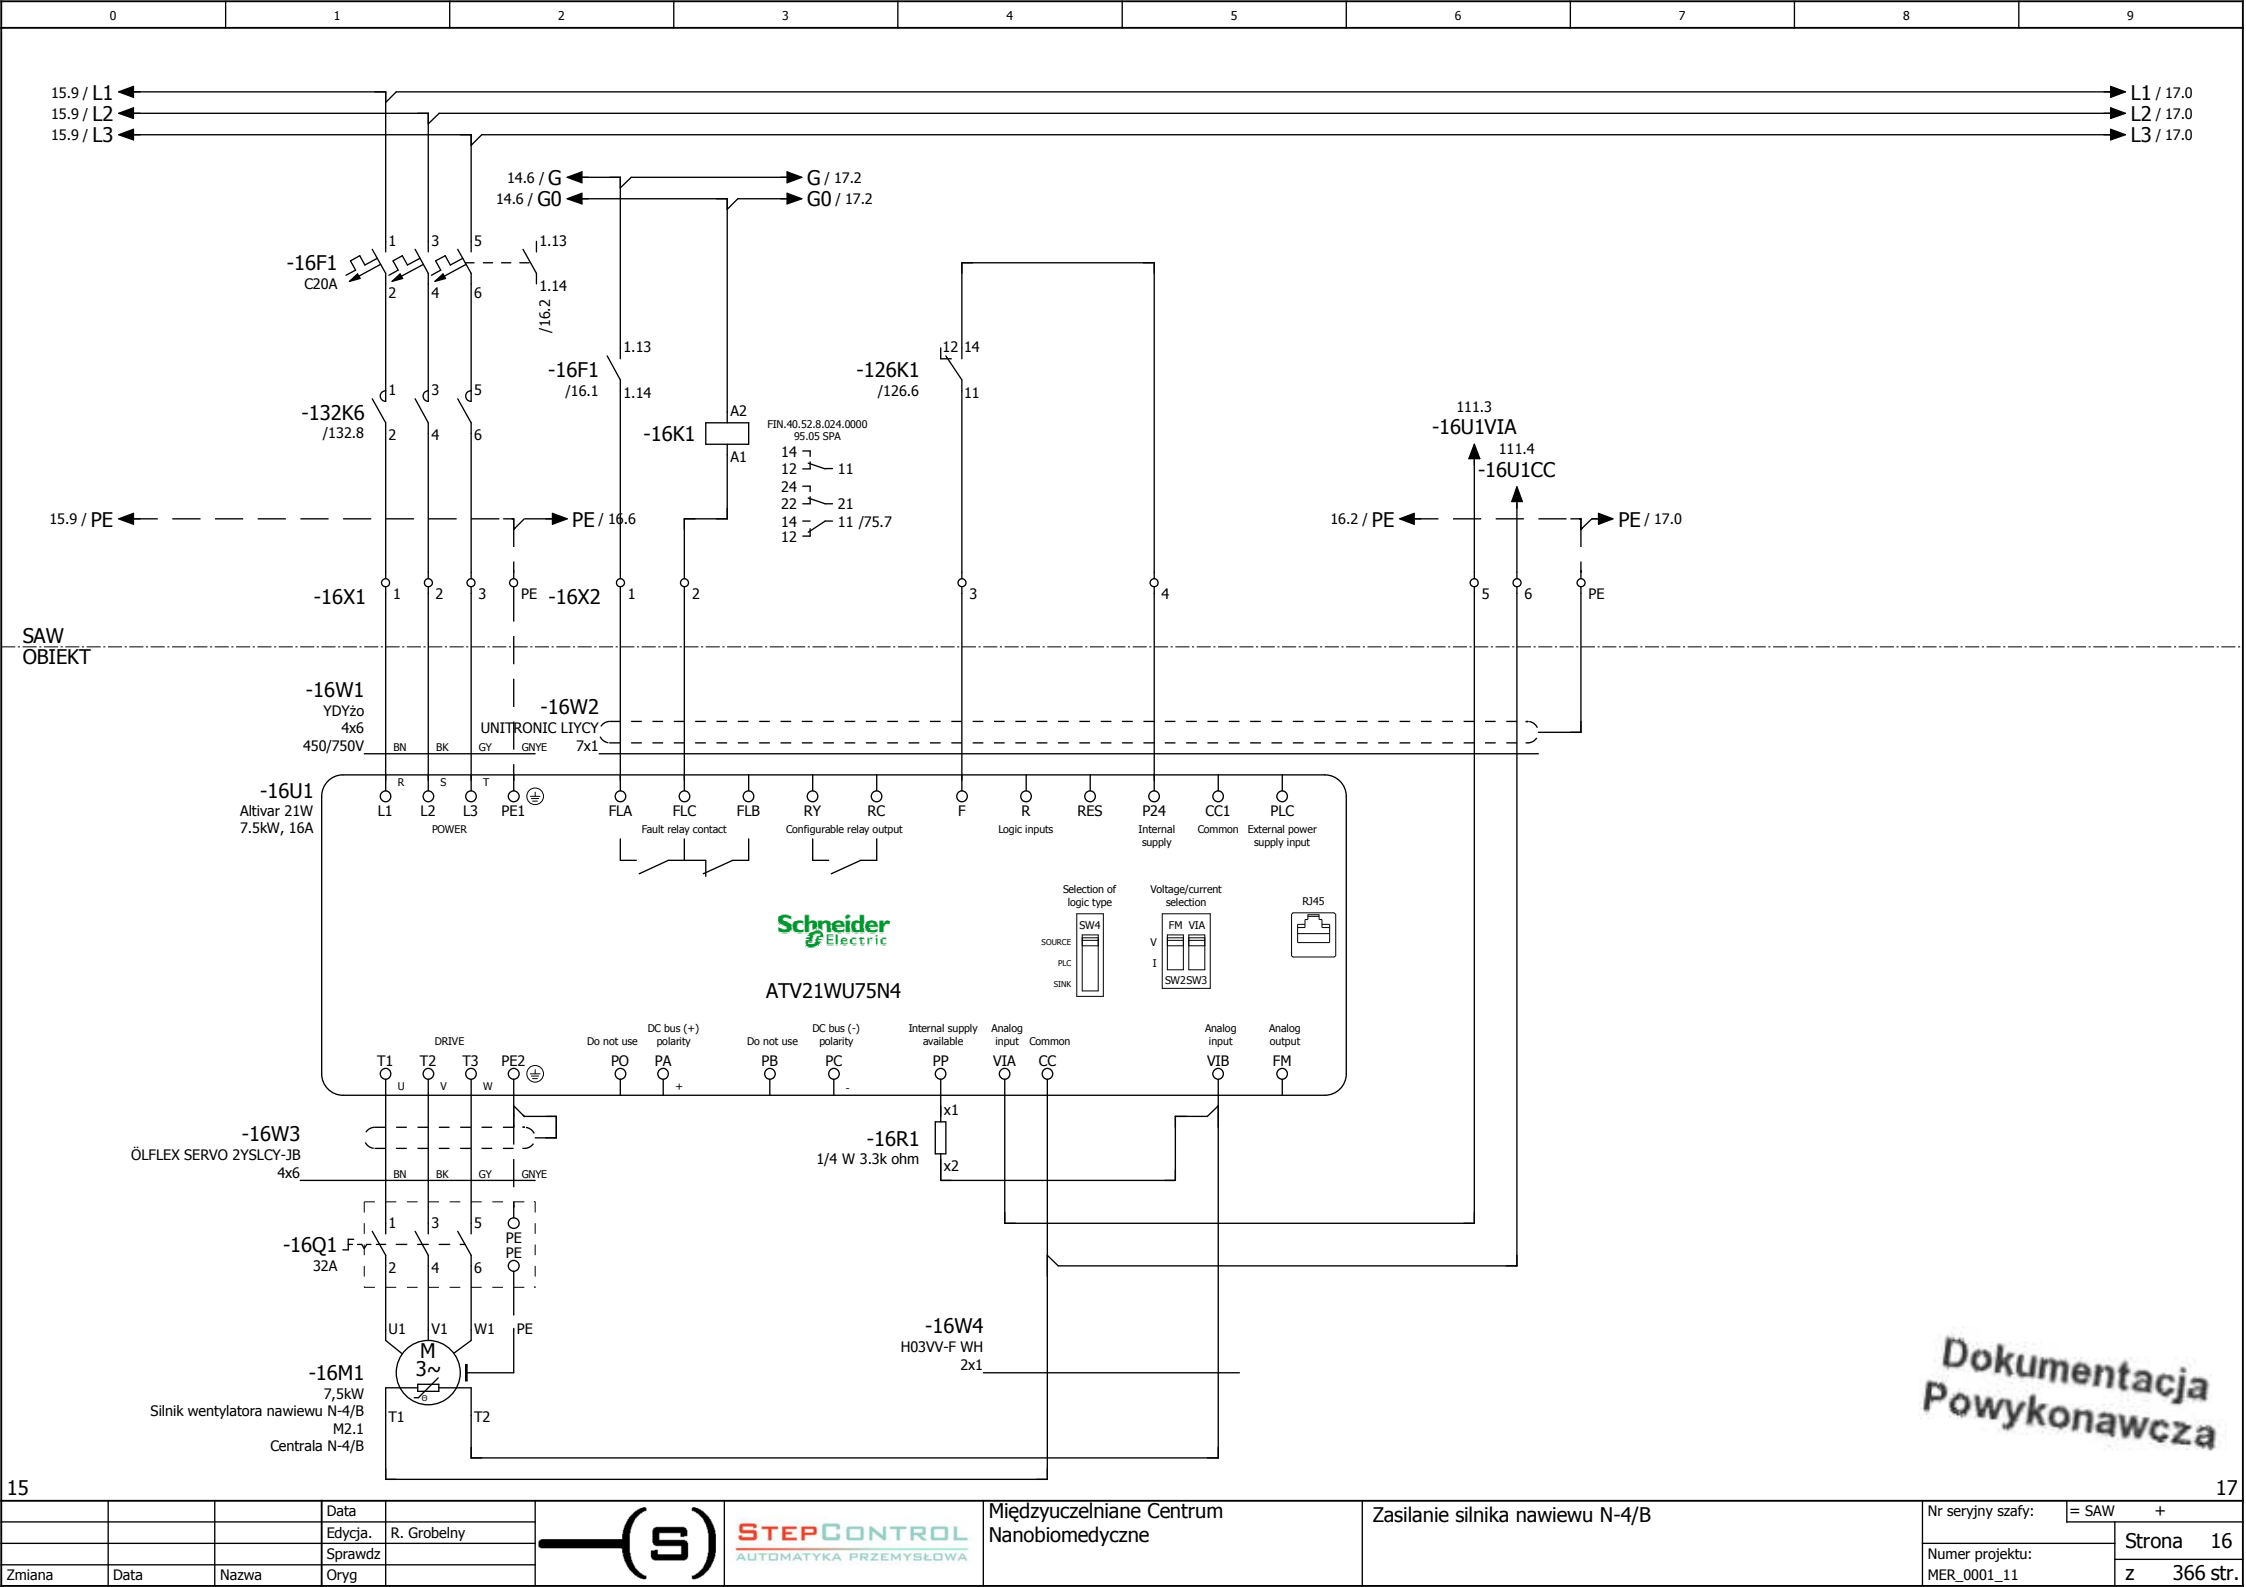 0 1 2 3 4 5 6 7 8 9
15.9 / L1
15.9 / L2
15.9 / L3
L1 / 17.0
L2 / 17.0
L3 / 17.0
14.6 / G
G / 17.2
14.6 / G0
G0 / 17.2
-16F1
C20A
1 3 5 1.13
2 4 6 1.14
/16.2
-16F1
/16.1
1.13
1.14
-126K1
/126.6
12 14
11
-132K6
/132.8
1 3 5
2 4 6
-16K1
A2
A1
FIN.40.52.8.024.0000
95.05 SPA
14
12 11
24
22 21
14 11 /75.7
12
111.3
-16U1VIA
111.4
-16U1CC
15.9 / PE
PE / 16.6
16.2 / PE
PE / 17.0
-16X1 1 2 3 PE
-16X2 1 2 3 4 5 6 PE
SAW
OBIEKT
-16W1
YDYżo
4x6
450/750V
BN BK GY GNYE
-16W2
UNITRONIC LIYCY
7x1
-16U1
Altivar 21W
7.5kW, 16A
R S T
L1 L2 L3 PE1
POWER
FLA FLC FLB
Fault relay contact
RY RC
Configurable relay output
F R RES
Logic inputs
P24
Internal
supply
CC1
Common
PLC
External power
supply input
Selection of
logic type
SW4
SOURCE
PLC
SINK
Voltage/current
selection
FM VIA
V
I
SW2SW3
RJ45
Schneider
Electric
ATV21WU75N4
DRIVE
T1 T2 T3 PE2
U V W
Do not use
PO
DC bus (+)
polarity
PA
+
Do not use
PB
DC bus (-)
polarity
PC
-
Internal supply
available
PP
Analog
input
VIA
Common
CC
Analog
input
VIB
Analog
output
FM
-16W3
ÖLFLEX SERVO 2YSLCY-JB
4x6
BN BK GY GNYE
-16R1
1/4 W 3.3k ohm
x1
x2
-16Q1
32A
1 3 5 PE
2 4 6 PE
U1 V1 W1 PE
M
3~
Θ
-16M1
7,5kW
Silnik wentylatora nawiewu N-4/B
M2.1
Centrala N-4/B
T1 T2
-16W4
H03VV-F WH
2x1
Dokumentacja
Powykonawcza
15
17
Data
Edycja. R. Grobelny
Sprawdz
Zmiana Data Nazwa Oryg
(S)
STEPCONTROL
AUTOMATYKA PRZEMYSŁOWA
Międzyuczelniane Centrum
Nanobiomedyczne
Zasilanie silnika nawiewu N-4/B
Nr seryjny szafy:
= SAW +
Numer projektu:
MER_0001_11
Strona 16
z 366 str.